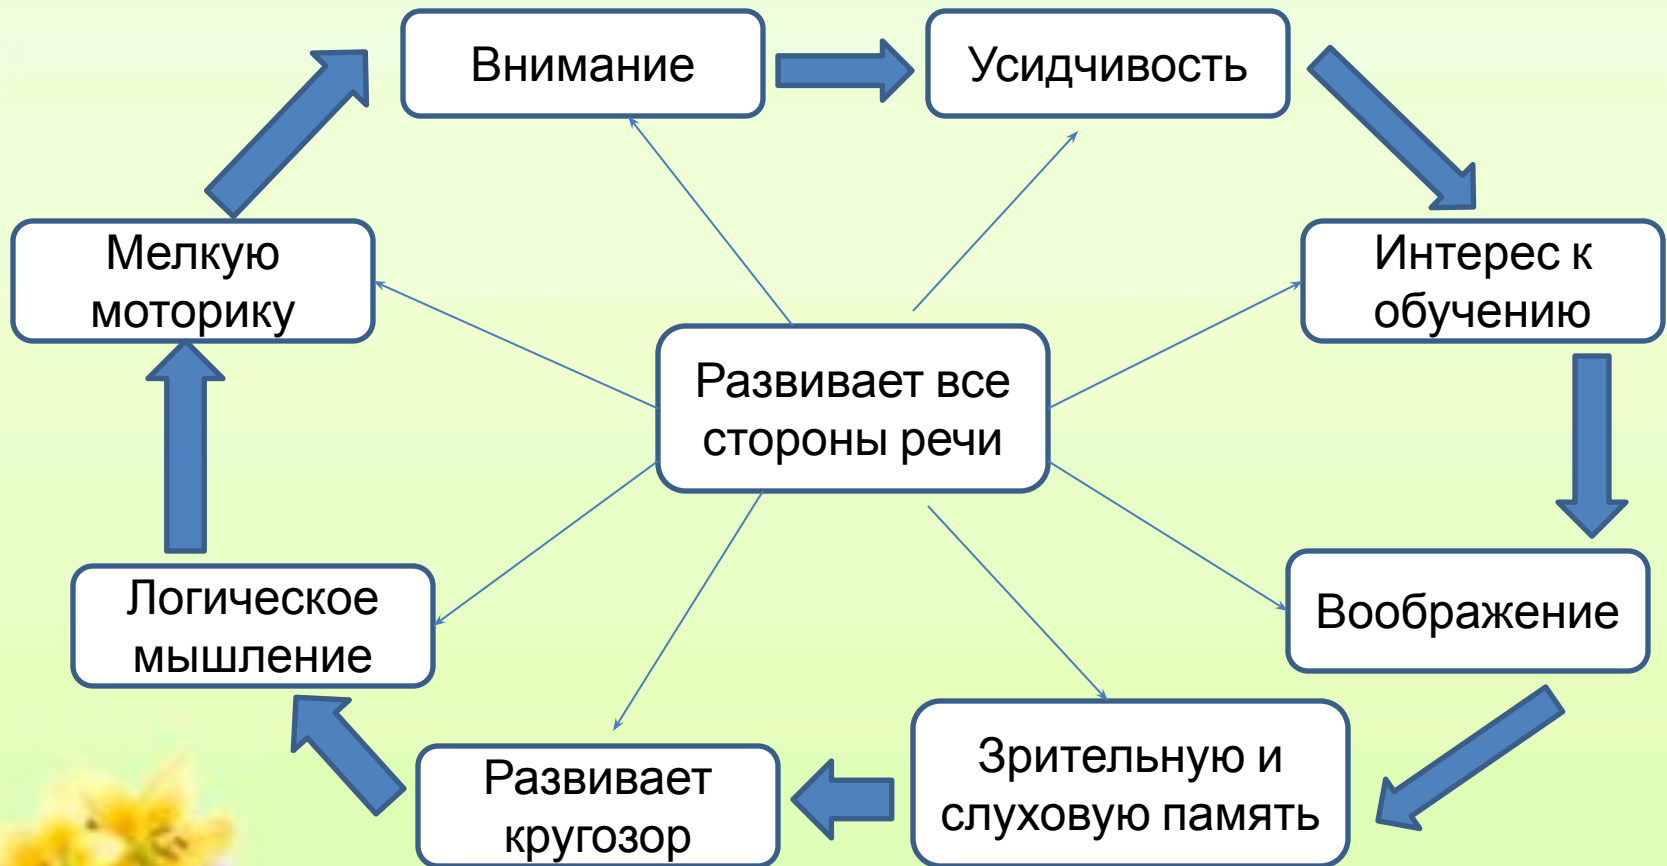 Внимание
Усидчивость
Мелкую
моторику
Интерес к
обучению
Развивает все
стороны речи
Логическое
мышление
Воображение
Развивает
кругозор
Зрительную и
слуховую память